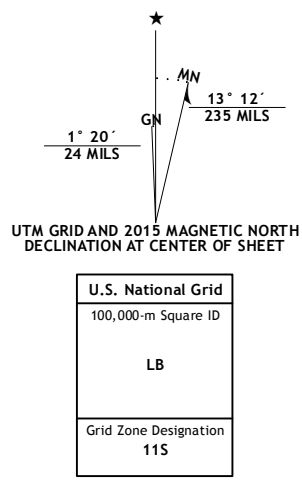 ★
MN
GN
13° 12´
235 MILS
1° 20´
24 MILS
UTM GRID AND 2015 MAGNETIC NORTH
DECLINATION AT CENTER OF SHEET
U.S. National Grid
100,000-m Square ID
LB
Grid Zone Designation
11S